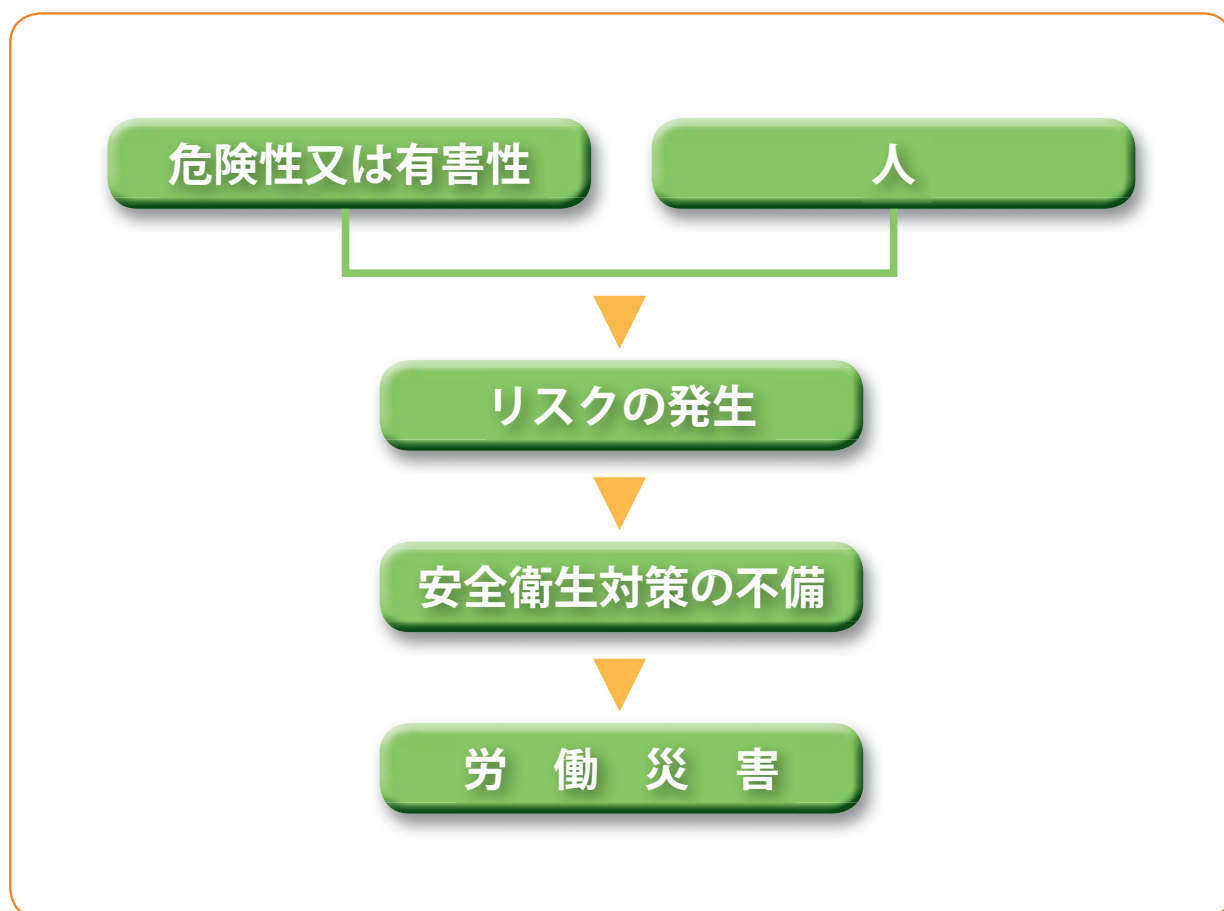 危険性又は有害性
人
リスクの発生
安全衛生対策の不備
労　働　災　害